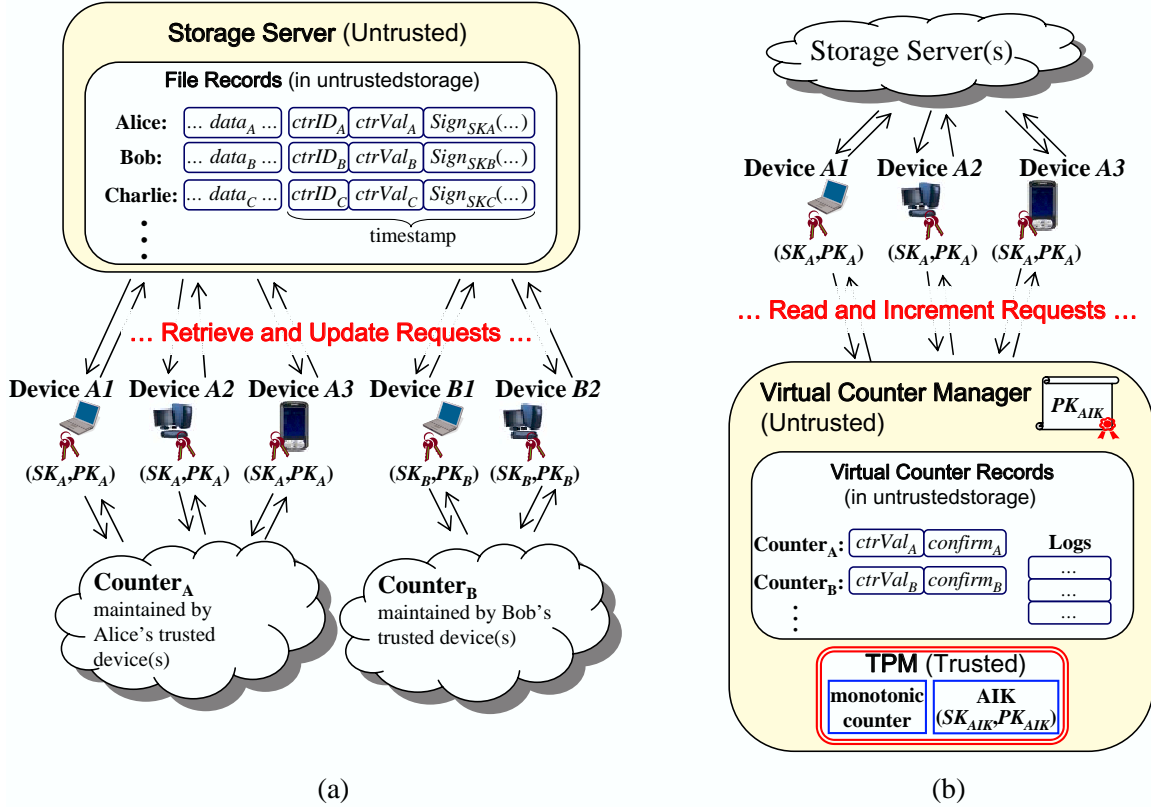 Storage Server (Untrusted)
File Records (in untrustedstorage)
Alice: ... data_A ... ctrID_A ctrVal_A Sign_SKA(...)
Bob: ... data_B ... ctrID_B ctrVal_B Sign_SKB(...)
Charlie: ... data_C ... ctrID_C ctrVal_C Sign_SKC(...)
timestamp
... Retrieve and Update Requests ...
Device A1 Device A2 Device A3 Device B1 Device B2
(SK_A,PK_A) (SK_A,PK_A) (SK_A,PK_A) (SK_B,PK_B) (SK_B,PK_B)
Counter_A
maintained by
Alice's trusted
device(s)
Counter_B
maintained by Bob's
trusted device(s)
(a)
Storage Server(s)
Device A1 Device A2 Device A3
(SK_A,PK_A) (SK_A,PK_A) (SK_A,PK_A)
... Read and Increment Requests ...
Virtual Counter Manager
(Untrusted)
PK_AIK
Virtual Counter Records
(in untrustedstorage)
Counter_A: ctrVal_A confirm_A
Counter_B: ctrVal_B confirm_B
Logs
...
...
...
TPM (Trusted)
monotonic
counter
AIK
(SK_AIK,PK_AIK)
(b)